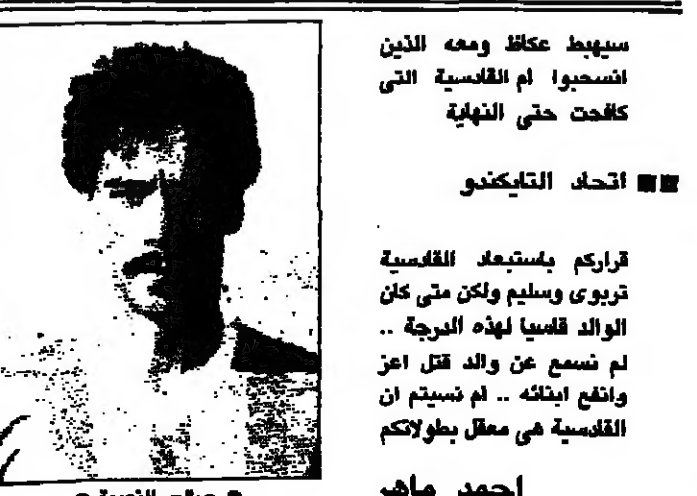 سيهبط عكاظ ومعه الذين
انسحبوا ام القادسية التى
كافحت حتى النهاية
اتحاد التايكندو
قراركم باستبعاد القادسية
تربوى وسليم ولكن متى كان
الوالد قاسيا لهذه الدرجة ..
لم نسمع عن والد قتل اعز
وانفع ابنائه .. ام نسيتم ان
القادسية هى معقل بطولاتكم
احمد ماهر